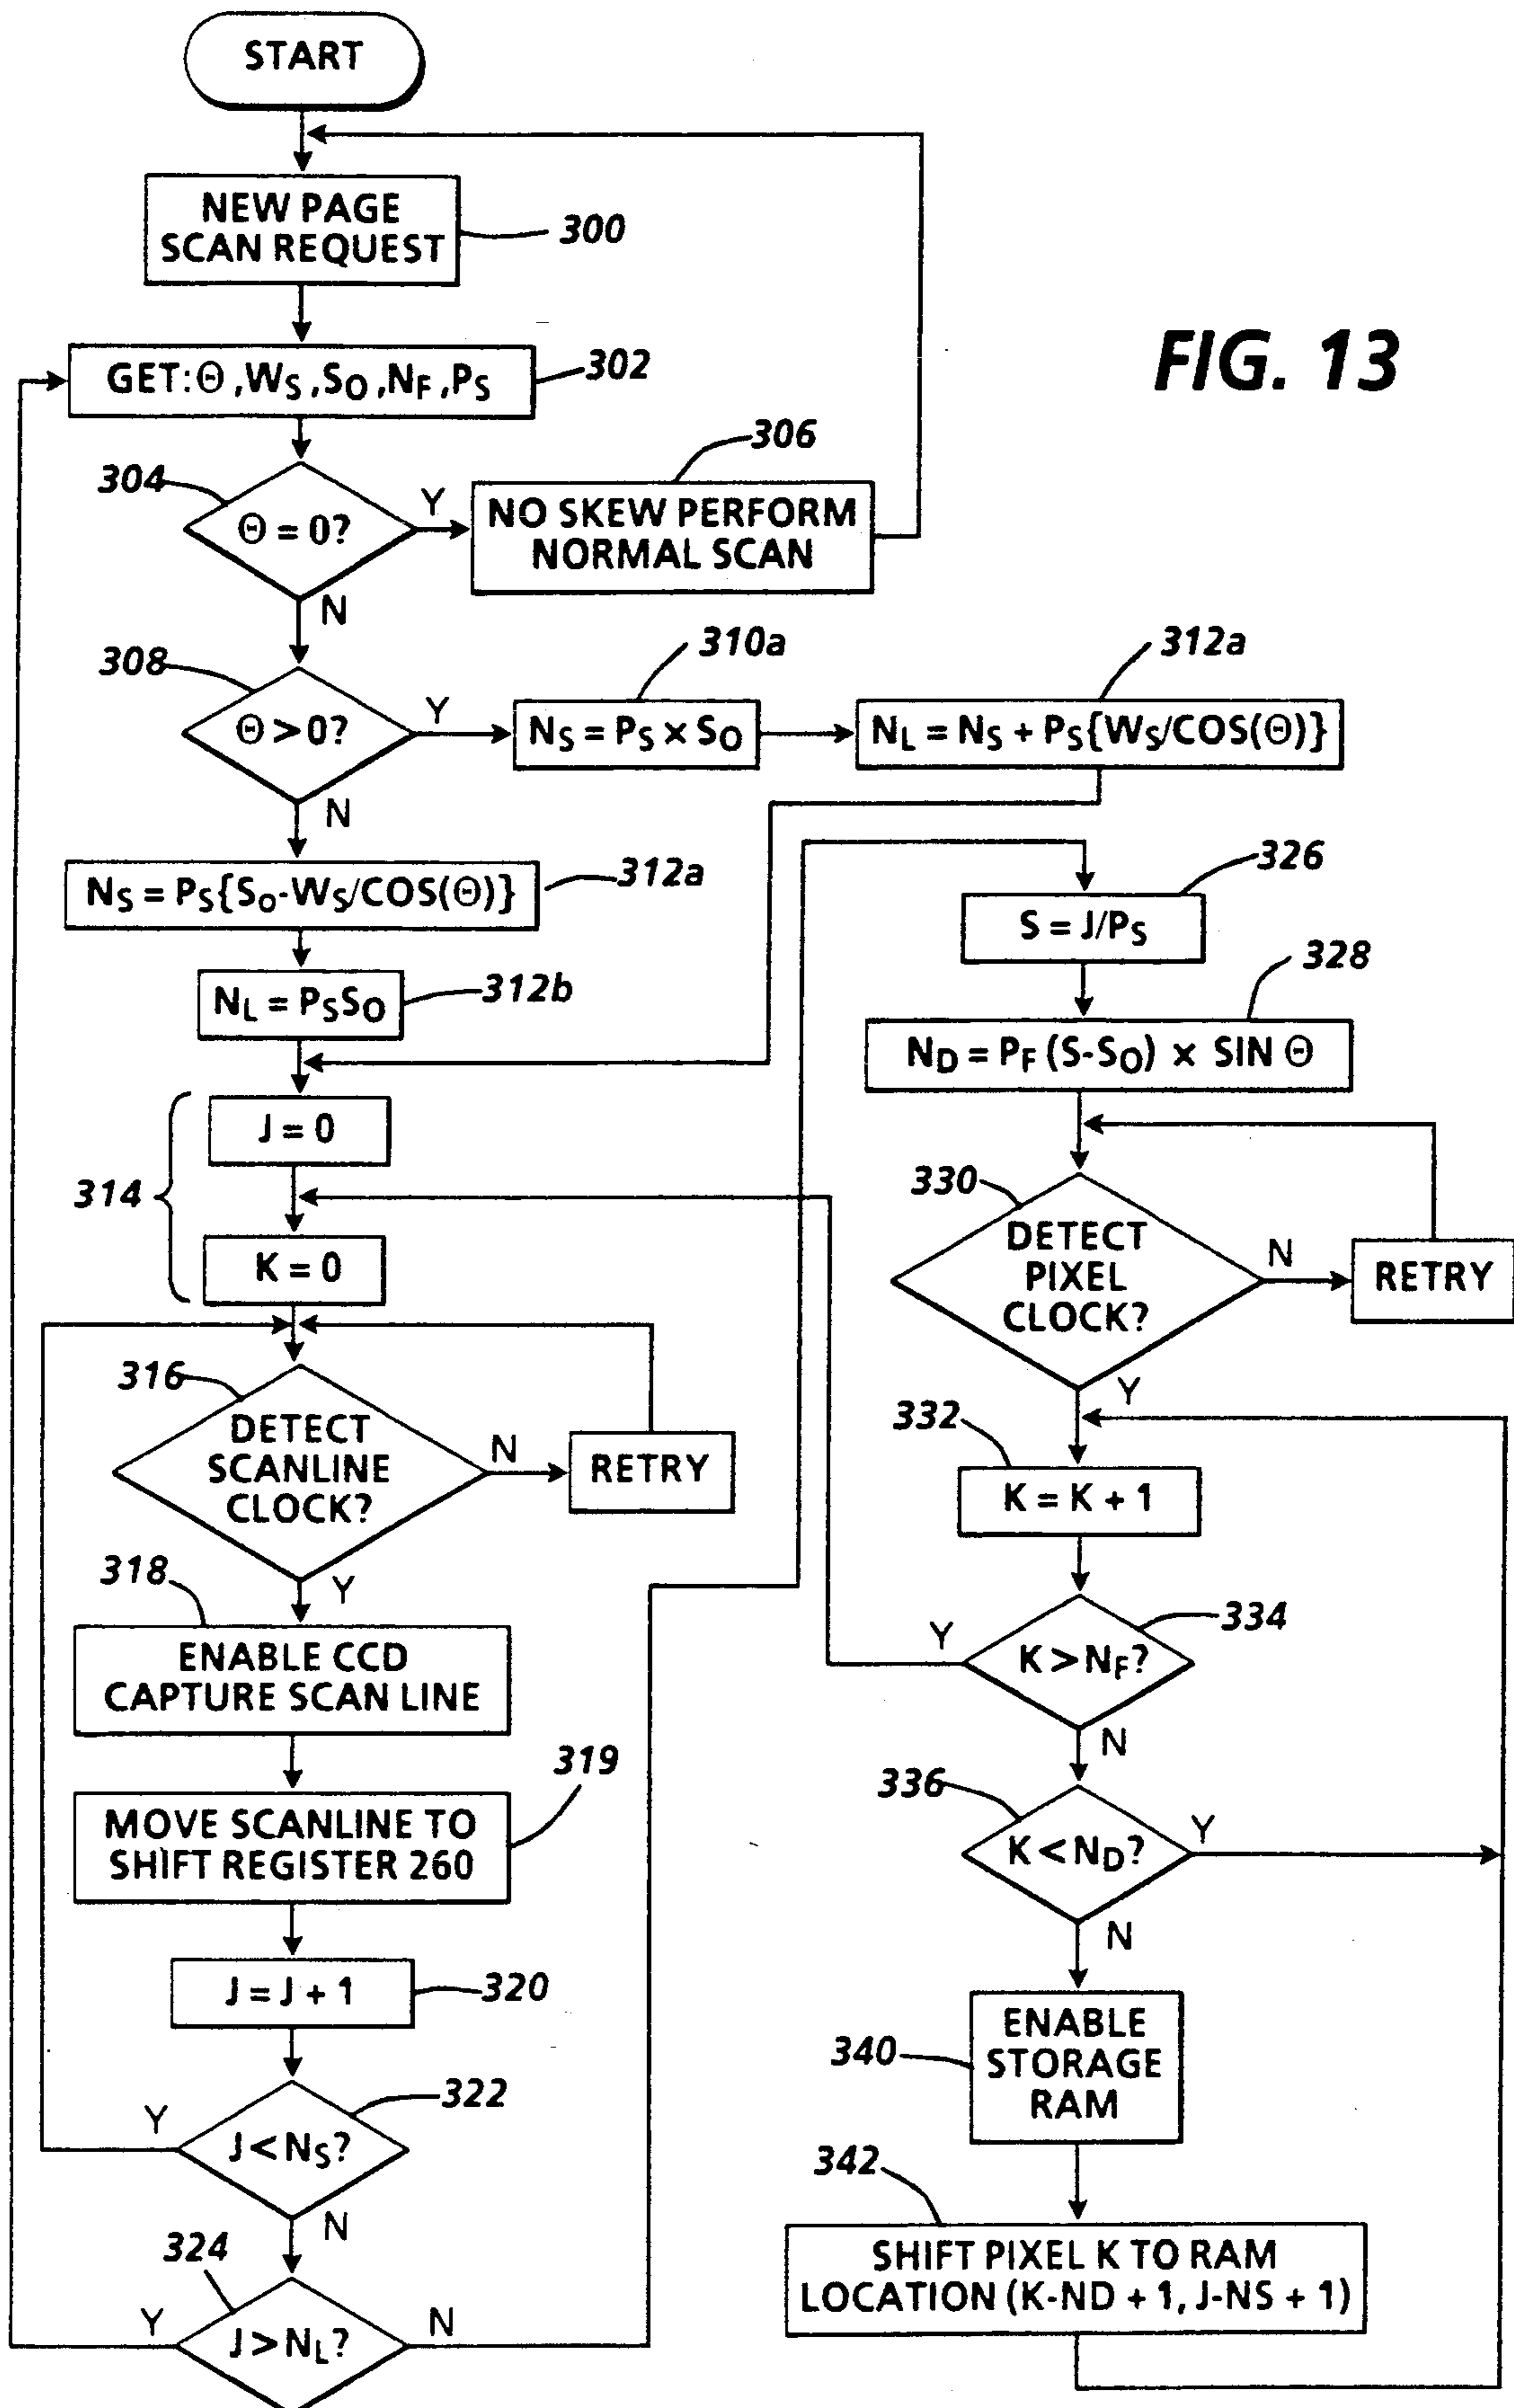 START
NEW PAGE
SCAN REQUEST
300
GET: Θ, WS, SO, NF, PS
302
FIG. 13
304
Θ = 0?
Y
N
306
NO SKEW PERFORM
NORMAL SCAN
308
Θ > 0?
Y
N
310a
NS = PS × SO
312a
NL = NS + PS{WS/COS(Θ)}
NS = PS{SO-WS/COS(Θ)}
312a
NL = PSSO
312b
314
J = 0
K = 0
316
DETECT
SCANLINE
CLOCK?
N
RETRY
Y
318
ENABLE CCD
CAPTURE SCAN LINE
319
MOVE SCANLINE TO
SHIFT REGISTER 260
J = J + 1
320
322
Y
J < NS?
N
324
Y
J > NL?
N
326
S = J/PS
328
ND = PF (S-SO) × SIN Θ
330
DETECT
PIXEL
CLOCK?
N
RETRY
Y
332
K = K + 1
334
Y
K > NF?
N
336
K < ND?
Y
N
340
ENABLE
STORAGE
RAM
342
SHIFT PIXEL K TO RAM
LOCATION (K-ND + 1, J-NS + 1)